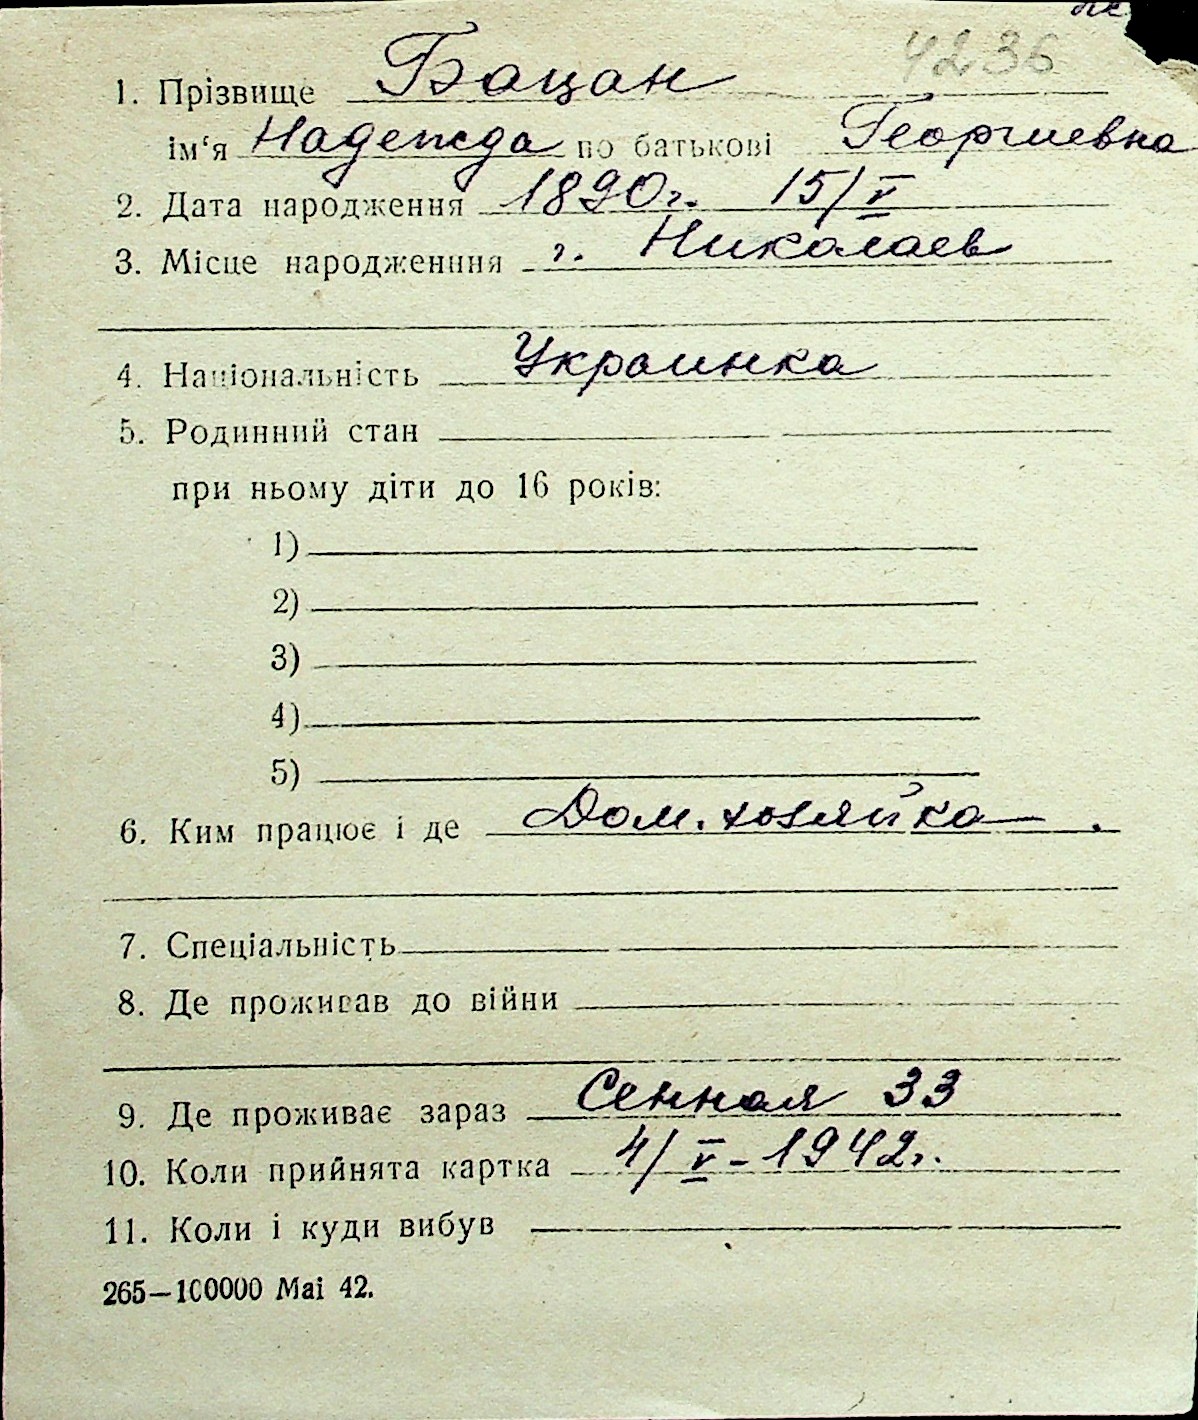 4236
1. Прізвище Бацан
ім‘я Надежда по батькові Георгиевна
2. Дата народження 1890г. 15/V
3. Місце народженння г. Николаев
4. Національність Украинка
5. Родинний стан
при ньому діти до 16 років:
1)
2)
3)
4)
5)
6. Ким працює і де Дом. хозяйка.
7. Спеціальність
8. Де проживав до війни
9. Де проживає зараз Сенная 33
10. Коли прийнята картка 4/V-1942г.
11. Коли і куди вибув
265—100000 Mai 42.